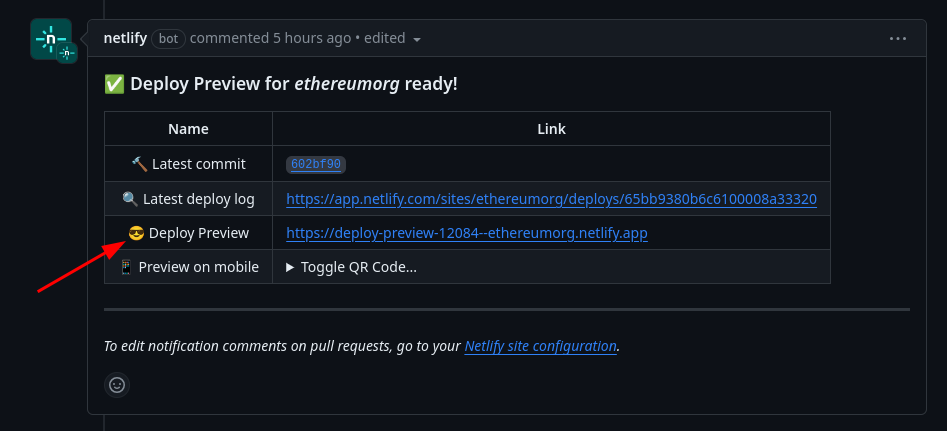 netlify bot commented 5 hours ago • edited
✅ Deploy Preview for ethereumorg ready!
Name Link
🔨 Latest commit 602bf90
🔍 Latest deploy log https://app.netlify.com/sites/ethereumorg/deploys/65bb9380b6c6100008a33320
😎 Deploy Preview https://deploy-preview-12084--ethereumorg.netlify.app
📱 Preview on mobile ▶ Toggle QR Code...
To edit notification comments on pull requests, go to your Netlify site configuration.